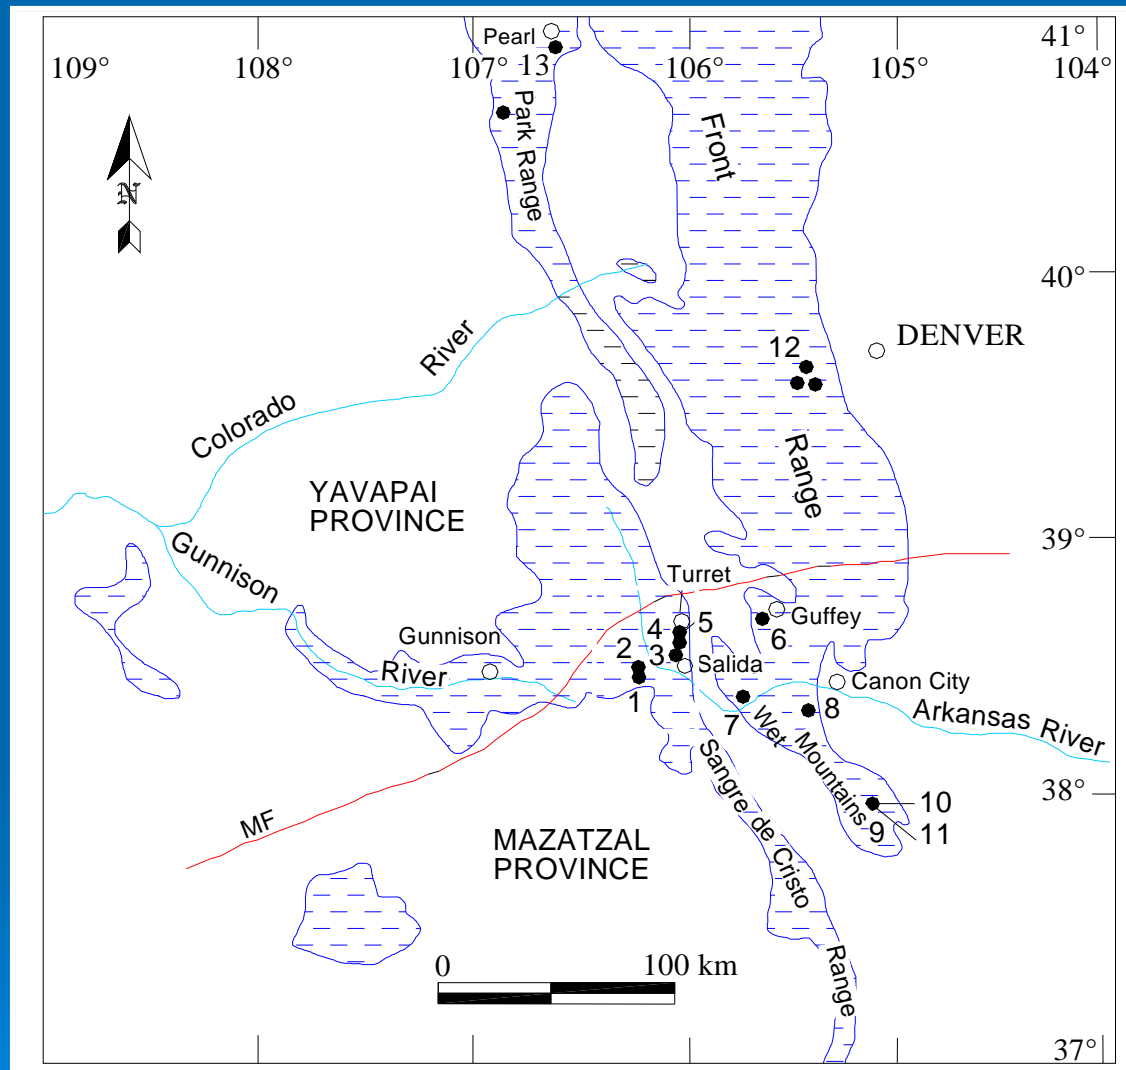 Pearl
41°
109°
108°
107°
13
106°
105°
104°
Park Range
Front
N
40°
12
DENVER
River
Colorado
Range
YAVAPAI
PROVINCE
39°
Gunnison
Turret
4
5
Guffey
6
Gunnison
2
3
Salida
River
Canon City
1
7
Wet
8
Arkansas River
Mountains
Sangre de Cristo
38°
10
MF
9
11
MAZATZAL
PROVINCE
0
100 km
Range
37°